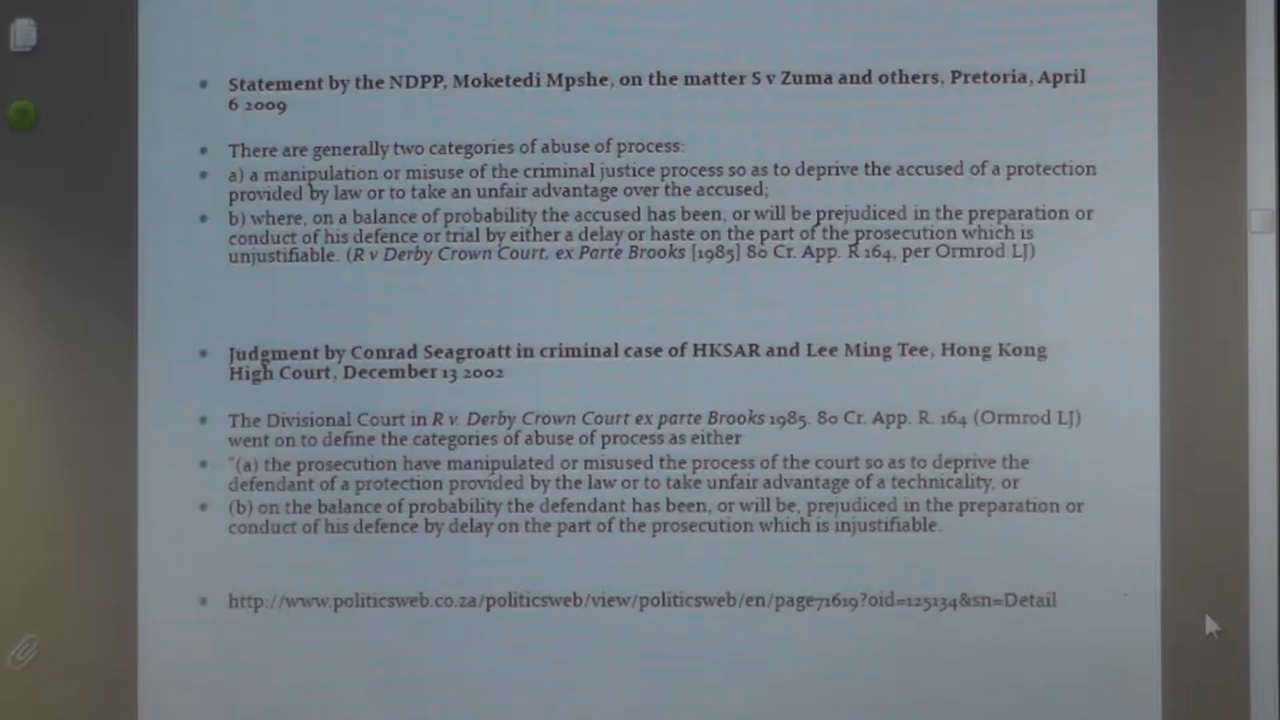 Statement by the NDPP, Moketedi Mpshe, on the matter S v Zuma and others, Pretoria, April
6 2009
There are generally two categories of abuse of process:
a) a manipulation or misuse of the criminal justice process so as to deprive the accused of a protection
provided by law or to take an unfair advantage over the accused;
b) where, on a balance of probability the accused has been, or will be prejudiced in the preparation or
conduct of his defence or trial by either a delay or haste on the part of the prosecution which is
unjustifiable. (R v Derby Crown Court, ex Parte Brooks [1985] 80 Cr. App. R 164, per Ormrod LJ)
Judgment by Conrad Seagroatt in criminal case of HKSAR and Lee Ming Tee, Hong Kong
High Court, December 13 2002
The Divisional Court in R v. Derby Crown Court ex parte Brooks 1985. 80 Cr. App. R. 164 (Ormrod LJ)
went on to define the categories of abuse of process as either
"(a) the prosecution have manipulated or misused the process of the court so as to deprive the
defendant of a protection provided by the law or to take unfair advantage of a technicality, or
(b) on the balance of probability the defendant has been, or will be, prejudiced in the preparation or
conduct of his defence by delay on the part of the prosecution which is injustifiable.
http://www.politicsweb.co.za/politicsweb/view/politicsweb/en/page71619?oid=125134&sn=Detail